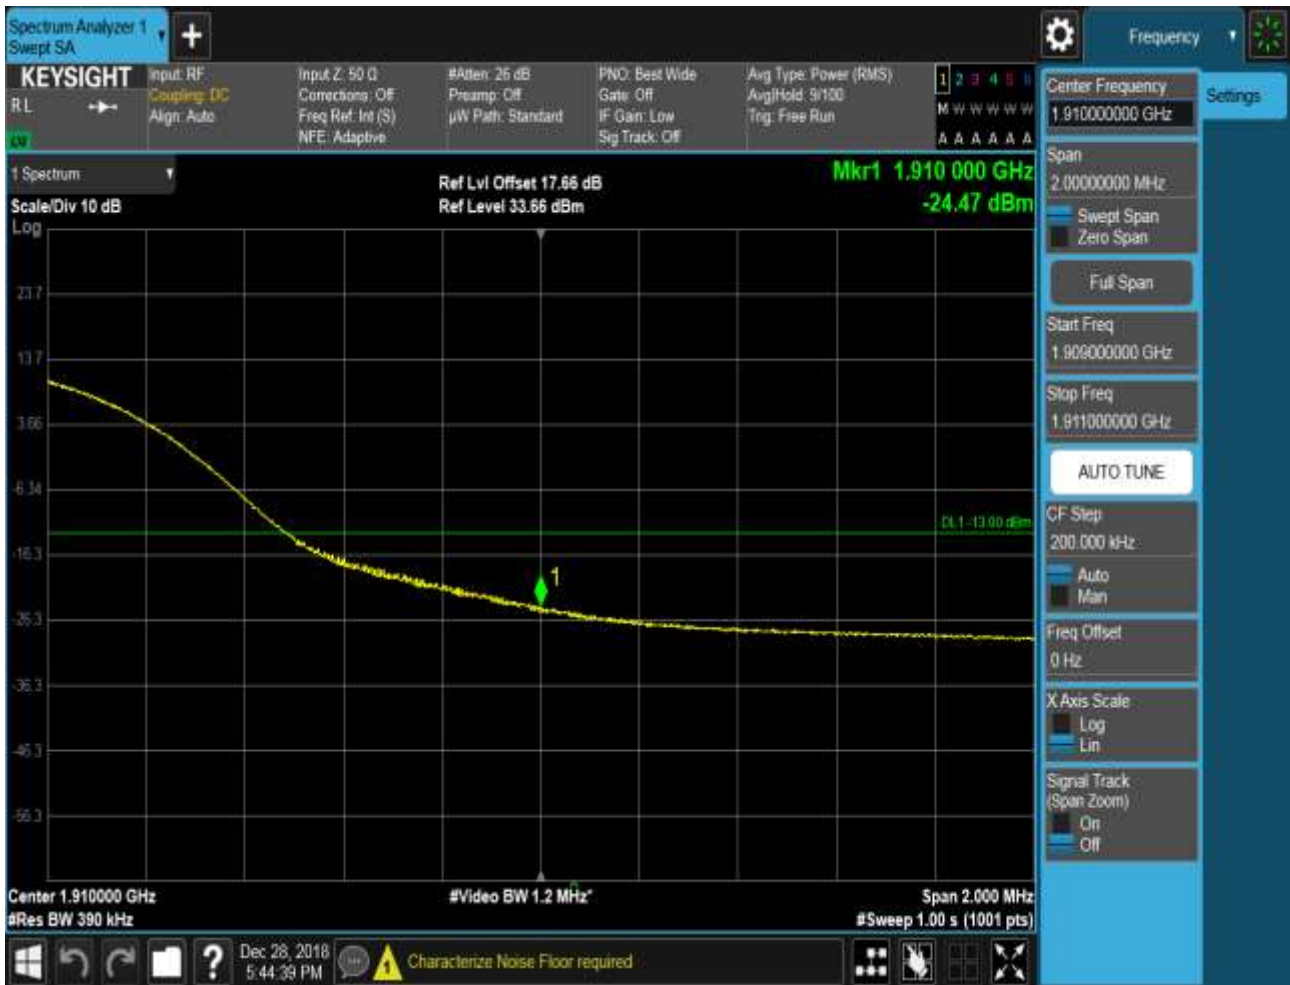 Spectrum Analyzer 1
Swept SA
+
Frequency
KEYSIGHT
R L
Input: RF
Coupling: DC
Align: Auto
Input Z: 50 Ω
Corrections: Off
Freq Ref: Int (S)
NFE: Adaptive
#Atten: 26 dB
Preamp: Off
µW Path: Standard
PNO: Best Wide
Gate: Off
IF Gain: Low
Sig Track: Off
Avg Type: Power (RMS)
Avg|Hold: 9/100
Trig: Free Run
1 2 3 4 5 6
M W W W W W
A A A A A A
1 Spectrum
Scale/Div 10 dB
Log
Ref Lvl Offset 17.66 dB
Ref Level 33.66 dBm
Mkr1 1.910 000 GHz
-24.47 dBm
23.7
13.7
3.66
-6.34
-16.3
-26.3
-36.3
-46.3
-56.3
DL1 -13.00 dBm
1
Center 1.910000 GHz
#Res BW 390 kHz
#Video BW 1.2 MHz*
Span 2.000 MHz
#Sweep 1.00 s (1001 pts)
Dec 28, 2018
5:44:39 PM
Characterize Noise Floor required
Center Frequency
1.910000000 GHz
Settings
Span
2.00000000 MHz
Swept Span
Zero Span
Full Span
Start Freq
1.909000000 GHz
Stop Freq
1.911000000 GHz
AUTO TUNE
CF Step
200.000 kHz
Auto
Man
Freq Offset
0 Hz
X Axis Scale
Log
Lin
Signal Track
(Span Zoom)
On
Off